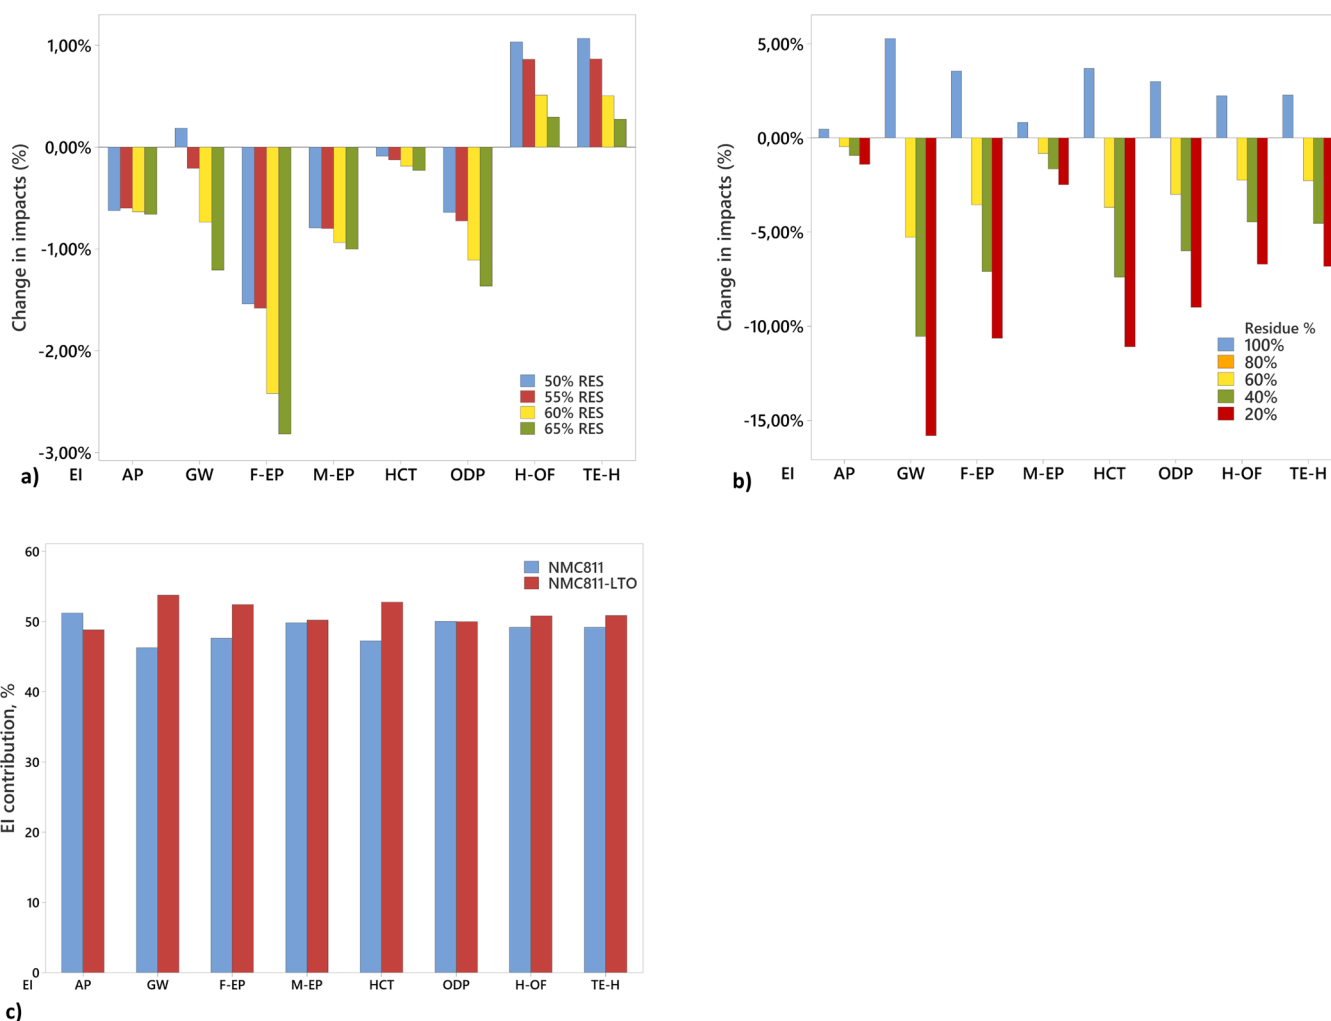 1,00%
0,00%
-1,00%
-2,00%
-3,00%
Change in impacts (%)
50% RES
55% RES
60% RES
65% RES
a) EI AP GW F-EP M-EP HCT ODP H-OF TE-H
5,00%
0,00%
-5,00%
-10,00%
-15,00%
Change in impacts (%)
Residue %
100%
80%
60%
40%
20%
b) EI AP GW F-EP M-EP HCT ODP H-OF TE-H
60
50
40
30
20
10
0
EI contribution, %
NMC811
NMC811-LTO
EI AP GW F-EP M-EP HCT ODP H-OF TE-H
c)